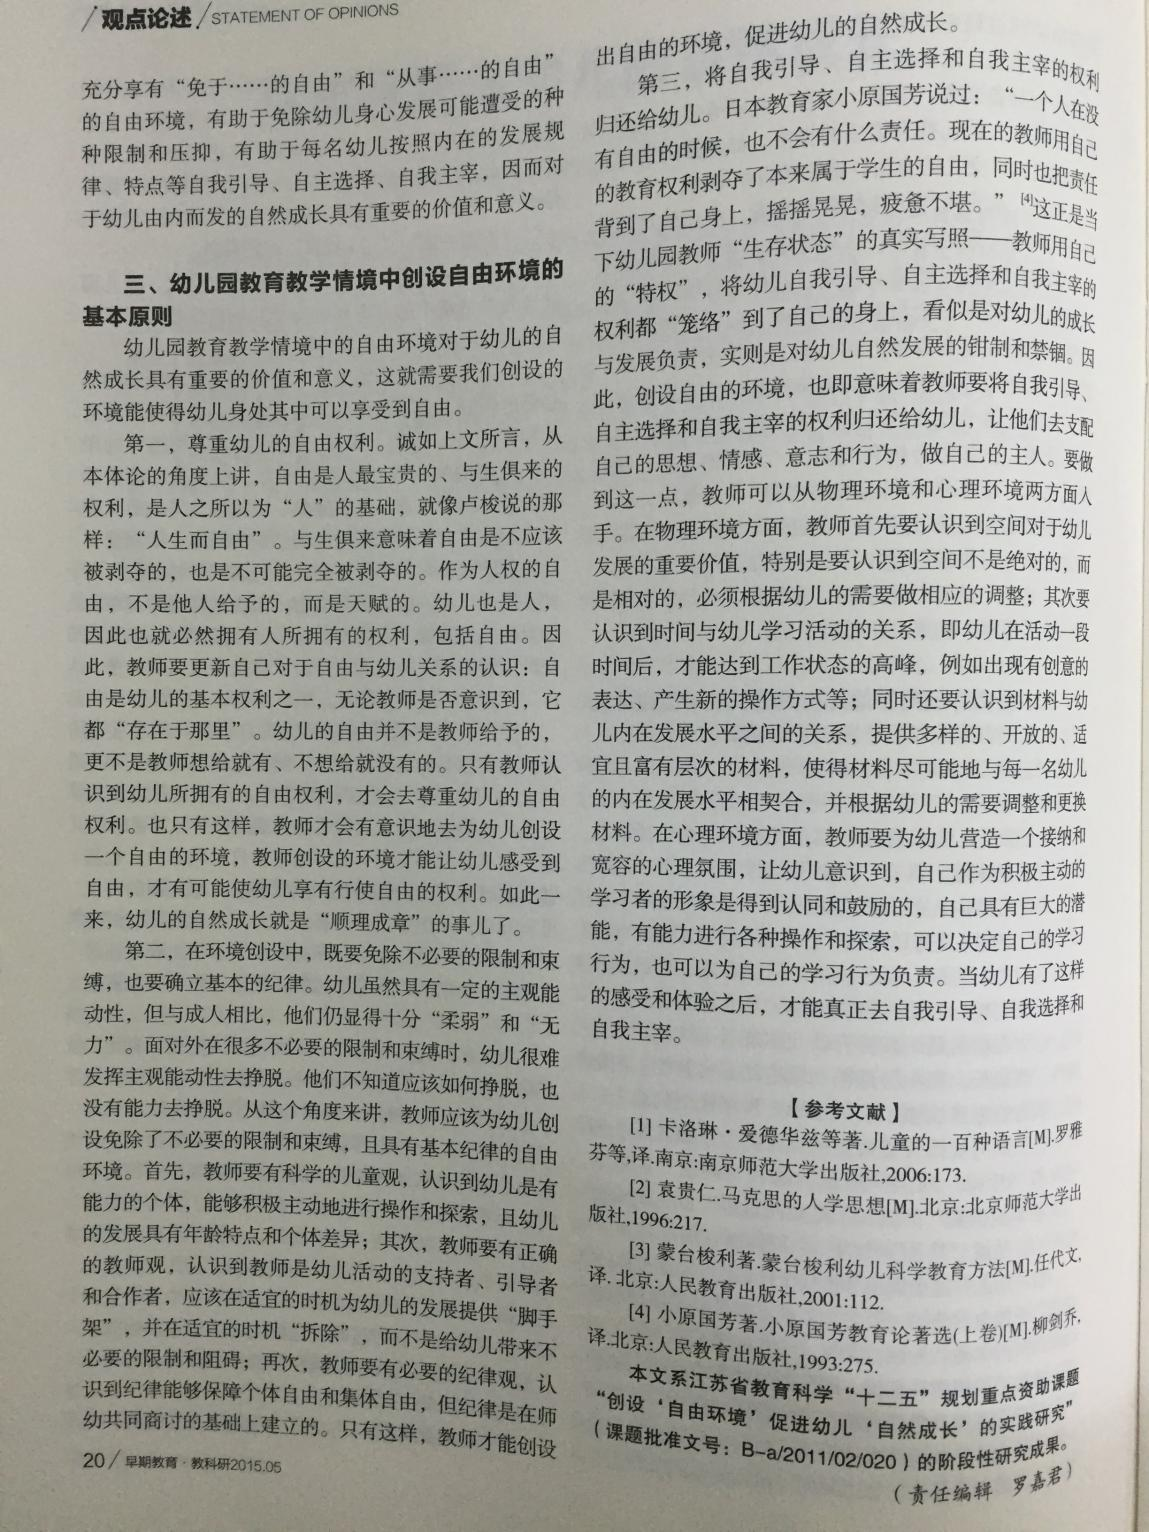 观点论述/STATEMENT OF OPINIONS
充分享有“免于……的自由”和“从事……的自由”
的自由环境，有助于免除幼儿身心发展可能遭受的种
种限制和压抑，有助于每名幼儿按照内在的发展规
律、特点等自我引导、自主选择、自我主宰，因而对
于幼儿由内而发的自然成长具有重要的价值和意义。
三、幼儿园教育教学情境中创设自由环境的
基本原则
幼儿园教育教学情境中的自由环境对于幼儿的自
然成长具有重要的价值和意义，这就需要我们创设的
环境能使得幼儿身处其中可以享受到自由。
第一，尊重幼儿的自由权利。诚如上文所言，从
本体论的角度上讲，自由是人最宝贵的、与生俱来的
权利，是人之所以为“人”的基础，就像卢梭说的那
样：“人生而自由”。与生俱来意味着自由是不应该
被剥夺的，也是不可能完全被剥夺的。作为人权的自
由，不是他人给予的，而是天赋的。幼儿也是人，
因此也就必然拥有人所拥有的权利，包括自由。因
此，教师要更新自己对于自由与幼儿关系的认识：自
由是幼儿的基本权利之一，无论教师是否意识到，它
都“存在于那里”。幼儿的自由并不是教师给予的，
更不是教师想给就有、不想给就没有的。只有教师认
识到幼儿所拥有的自由权利，才会去尊重幼儿的自由
权利。也只有这样，教师才会有意识地去为幼儿创设
一个自由的环境，教师创设的环境才能让幼儿感受到
自由，才有可能使幼儿享有行使自由的权利。如此一
来，幼儿的自然成长就是“顺理成章”的事儿了。
第二，在环境创设中，既要免除不必要的限制和束
缚，也要确立基本的纪律。幼儿虽然具有一定的主观能
动性，但与成人相比，他们仍显得十分“柔弱”和“无
力”。面对外在很多不必要的限制和束缚时，幼儿很难
发挥主观能动性去挣脱。他们不知道应该如何挣脱，也
没有能力去挣脱。从这个角度来讲，教师应该为幼儿创
设免除了不必要的限制和束缚，且具有基本纪律的自由
环境。首先，教师要有科学的儿童观，认识到幼儿是有
能力的个体，能够积极主动地进行操作和探索，且幼儿
的发展具有年龄特点和个体差异；其次，教师要有正确
的教师观，认识到教师是幼儿活动的支持者、引导者
和合作者，应该在适宜的时机为幼儿的发展提供“脚手
架”，并在适宜的时机“拆除”，而不是给幼儿带来不
必要的限制和阻碍；再次，教师要有必要的纪律观，认
识到纪律能够保障个体自由和集体自由，但纪律是在师
幼共同商讨的基础上建立的。只有这样，教师才能创设
20/早期教育·教科研2015.05
出自由的环境，促进幼儿的自然成长。
第三，将自我引导、自主选择和自我主宰的权利
归还给幼儿。日本教育家小原国芳说过：“一个人在没
有自由的时候，也不会有什么责任。现在的教师用自己
的教育权利剥夺了本来属于学生的自由，同时也把责任
背到了自己身上，摇摇晃晃，疲惫不堪。”[4]这正是当
下幼儿园教师“生存状态”的真实写照——教师用自己
的“特权”，将幼儿自我引导、自主选择和自我主宰的
权利都“笼络”到了自己的身上，看似是对幼儿的成长
与发展负责，实则是对幼儿自然发展的钳制和禁锢。因
此，创设自由的环境，也即意味着教师要将自我引导、
自主选择和自我主宰的权利归还给幼儿，让他们去支配
自己的思想、情感、意志和行为，做自己的主人。要做
到这一点，教师可以从物理环境和心理环境两方面入
手。在物理环境方面，教师首先要认识到空间对于幼儿
发展的重要价值，特别是要认识到空间不是绝对的，而
是相对的，必须根据幼儿的需要做相应的调整；其次要
认识到时间与幼儿学习活动的关系，即幼儿在活动一段
时间后，才能达到工作状态的高峰，例如出现有创意的
表达、产生新的操作方式等；同时还要认识到材料与幼
儿内在发展水平之间的关系，提供多样的、开放的、适
宜且富有层次的材料，使得材料尽可能地与每一名幼儿
的内在发展水平相契合，并根据幼儿的需要调整和更换
材料。在心理环境方面，教师要为幼儿营造一个接纳和
宽容的心理氛围，让幼儿意识到，自己作为积极主动的
学习者的形象是得到认同和鼓励的，自己具有巨大的潜
能，有能力进行各种操作和探索，可以决定自己的学习
行为，也可以为自己的学习行为负责。当幼儿有了这样
的感受和体验之后，才能真正去自我引导、自我选择和
自我主宰。
【参考文献】
[1] 卡洛琳·爱德华兹等著.儿童的一百种语言[M].罗雅
芬等,译.南京:南京师范大学出版社,2006:173.
[2] 袁贵仁.马克思的人学思想[M].北京:北京师范大学出
版社,1996:217.
[3] 蒙台梭利著.蒙台梭利幼儿科学教育方法[M].任代文,
译. 北京:人民教育出版社,2001:112.
[4] 小原国芳著.小原国芳教育论著选(上卷)[M].柳剑乔,
译.北京:人民教育出版社,1993:275.
本文系江苏省教育科学“十二五”规划重点资助课题
“创设‘自由环境’促进幼儿‘自然成长’的实践研究”
（课题批准文号：B-a/2011/02/020）的阶段性研究成果。
（责任编辑 罗嘉君）